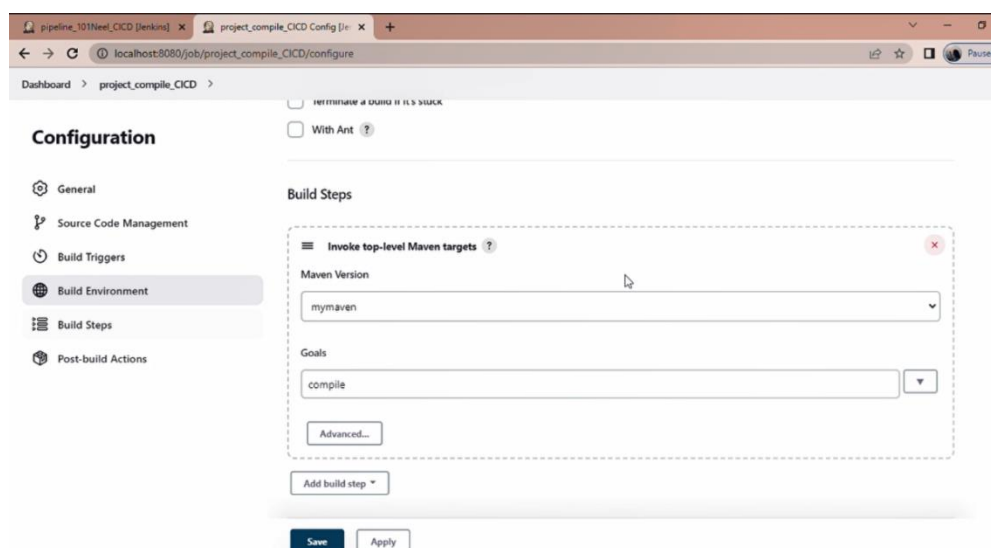 pipeline_101Neel_CICD [Jenkins]
project_compile_CICD Config [Je
localhost:8080/job/project_compile_CICD/configure
Pause
Dashboard > project_compile_CICD >
Terminate a build if it's stuck
With Ant ?
Configuration
General
Source Code Management
Build Triggers
Build Environment
Build Steps
Post-build Actions
Build Steps
Invoke top-level Maven targets ?
Maven Version
mymaven
Goals
compile
Advanced...
Add build step
Save
Apply